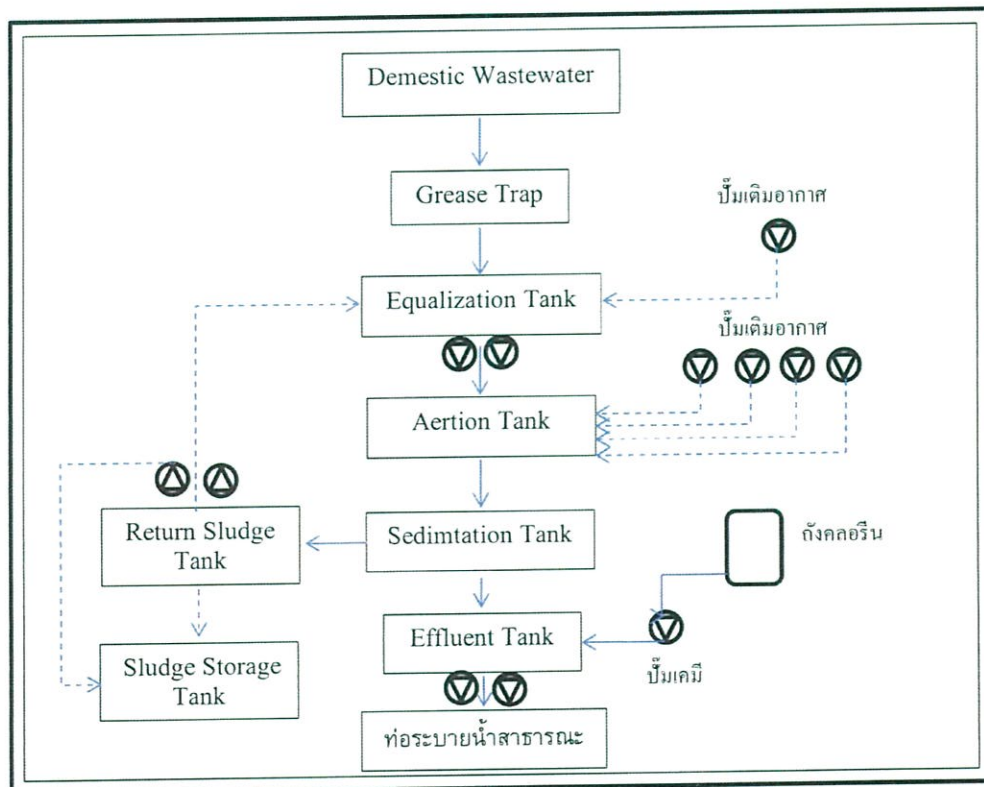 Demestic Wastewater
Grease Trap
ปั๊มเติมอากาศ
Equalization Tank
ปั๊มเติมอากาศ
Aertion Tank
Return Sludge
Tank
Sedimtation Tank
ถังคลอรีน
Effluent Tank
ปั๊มเคมี
Sludge Storage
Tank
ท่อระบายน้ำสาธารณะ